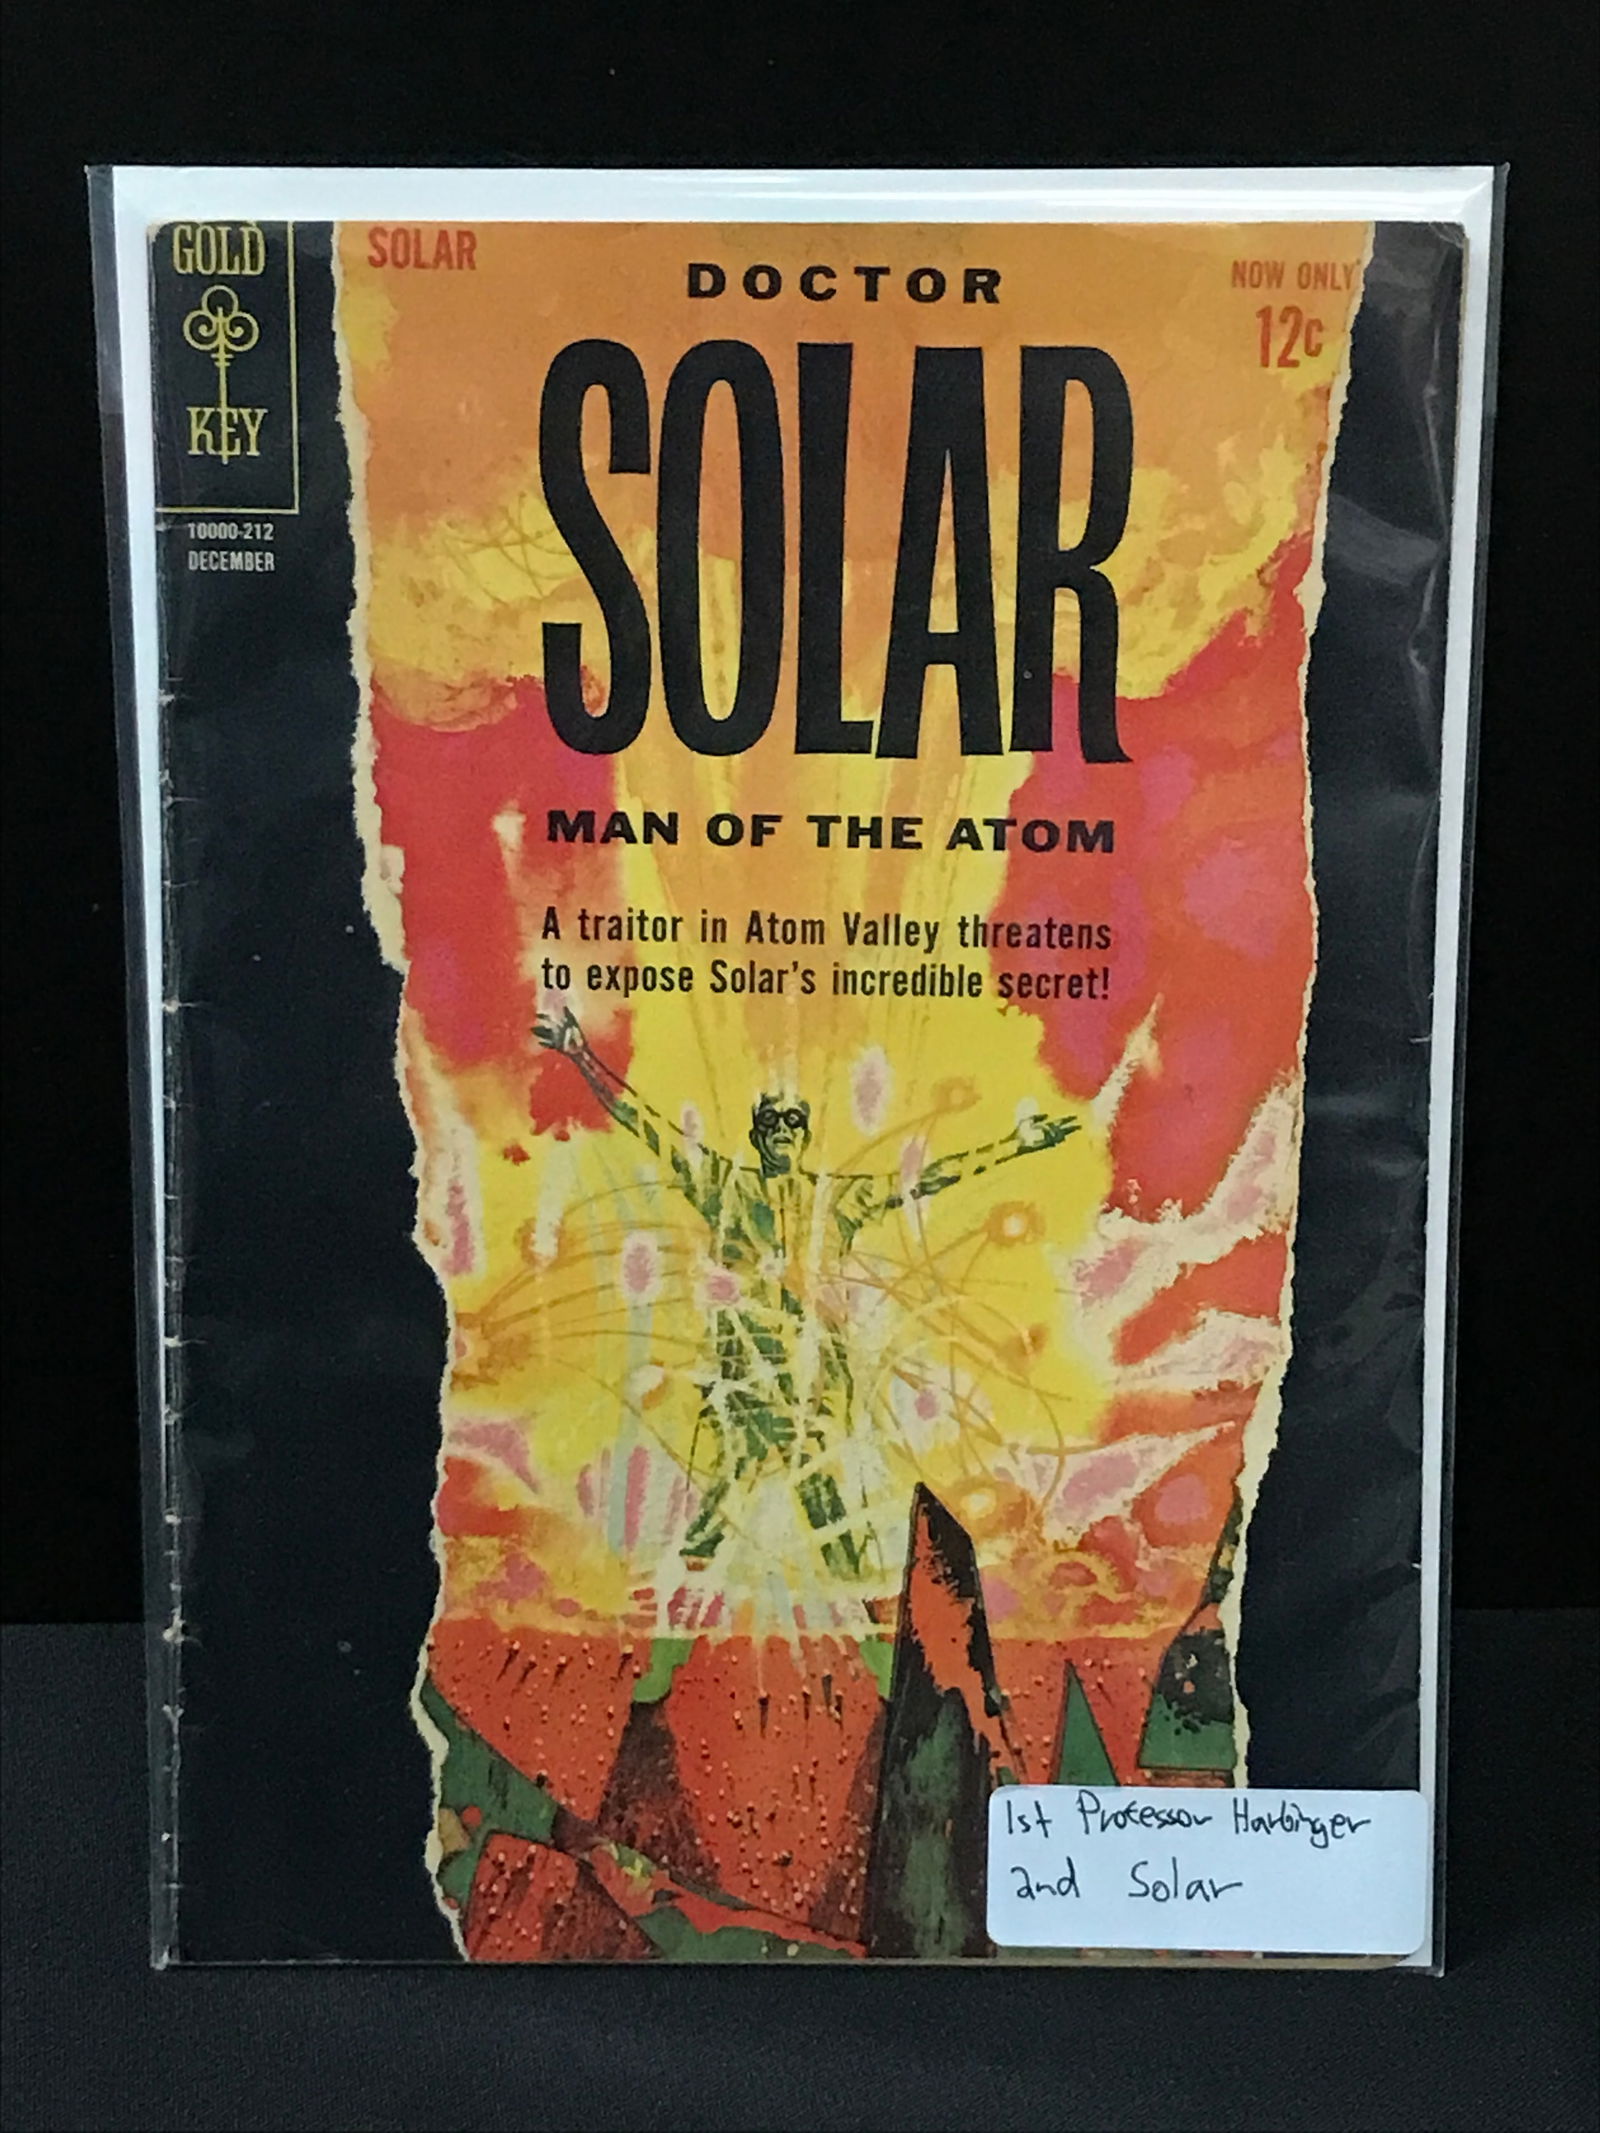 GOLD
KEY
10000-212
DECEMBER
SOLAR
NOW ONLY
12c
DOCTOR
SOLAR
MAN OF THE ATOM
A traitor in Atom Valley threatens
to expose Solar's incredible secret!
1st Professor Harbinger
2nd Solar